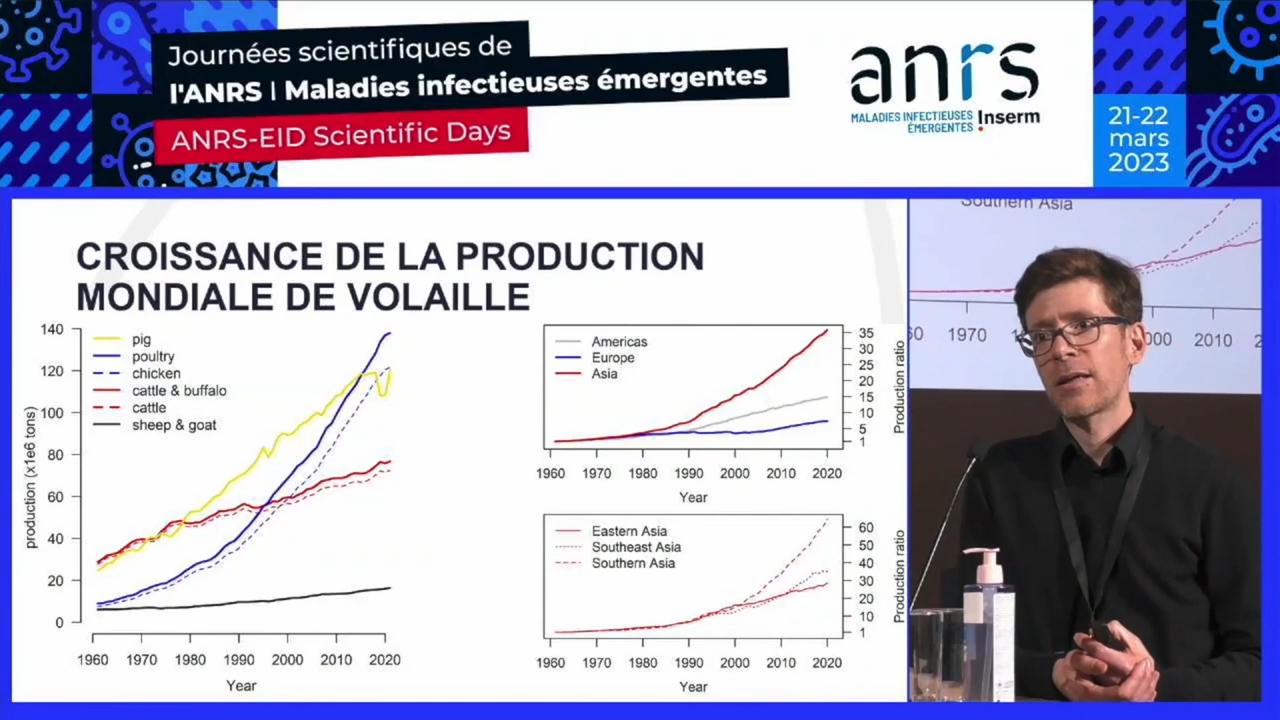 Journées scientifiques de
l'ANRS | Maladies infectieuses émergentes
ANRS-EID Scientific Days
anrs
MALADIES INFECTIEUSES
ÉMERGENTES Inserm
21-22
mars
2023
CROISSANCE DE LA PRODUCTION
MONDIALE DE VOLAILLE
production (x1e6 tons)
140
120
100
80
60
40
20
0
pig
poultry
chicken
cattle & buffalo
cattle
sheep & goat
1960 1970 1980 1990 2000 2010 2020
Year
Americas
Europe
Asia
35
30
25
20
15
10
5
1
Production ratio
1960 1970 1980 1990 2000 2010 2020
Year
Eastern Asia
Southeast Asia
Southern Asia
60
50
40
30
20
10
1
Production ratio
1960 1970 1980 1990 2000 2010 2020
Year
Southern Asia
1970 2010